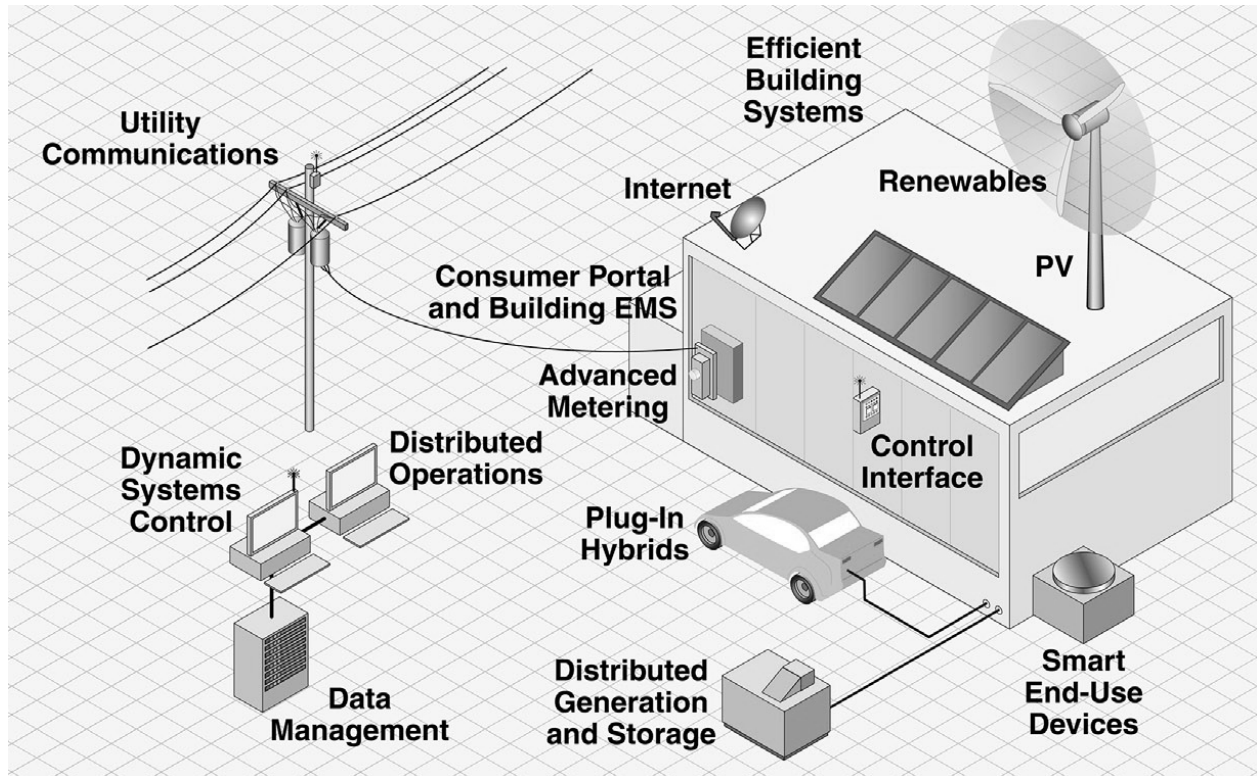 Efficient
Building
Systems
Utility
Communications
Internet
Renewables
PV
Consumer Portal
and Building EMS
Advanced
Metering
Control
Interface
Distributed
Operations
Dynamic
Systems
Control
Plug-In
Hybrids
Data
Management
Distributed
Generation
and Storage
Smart
End-Use
Devices